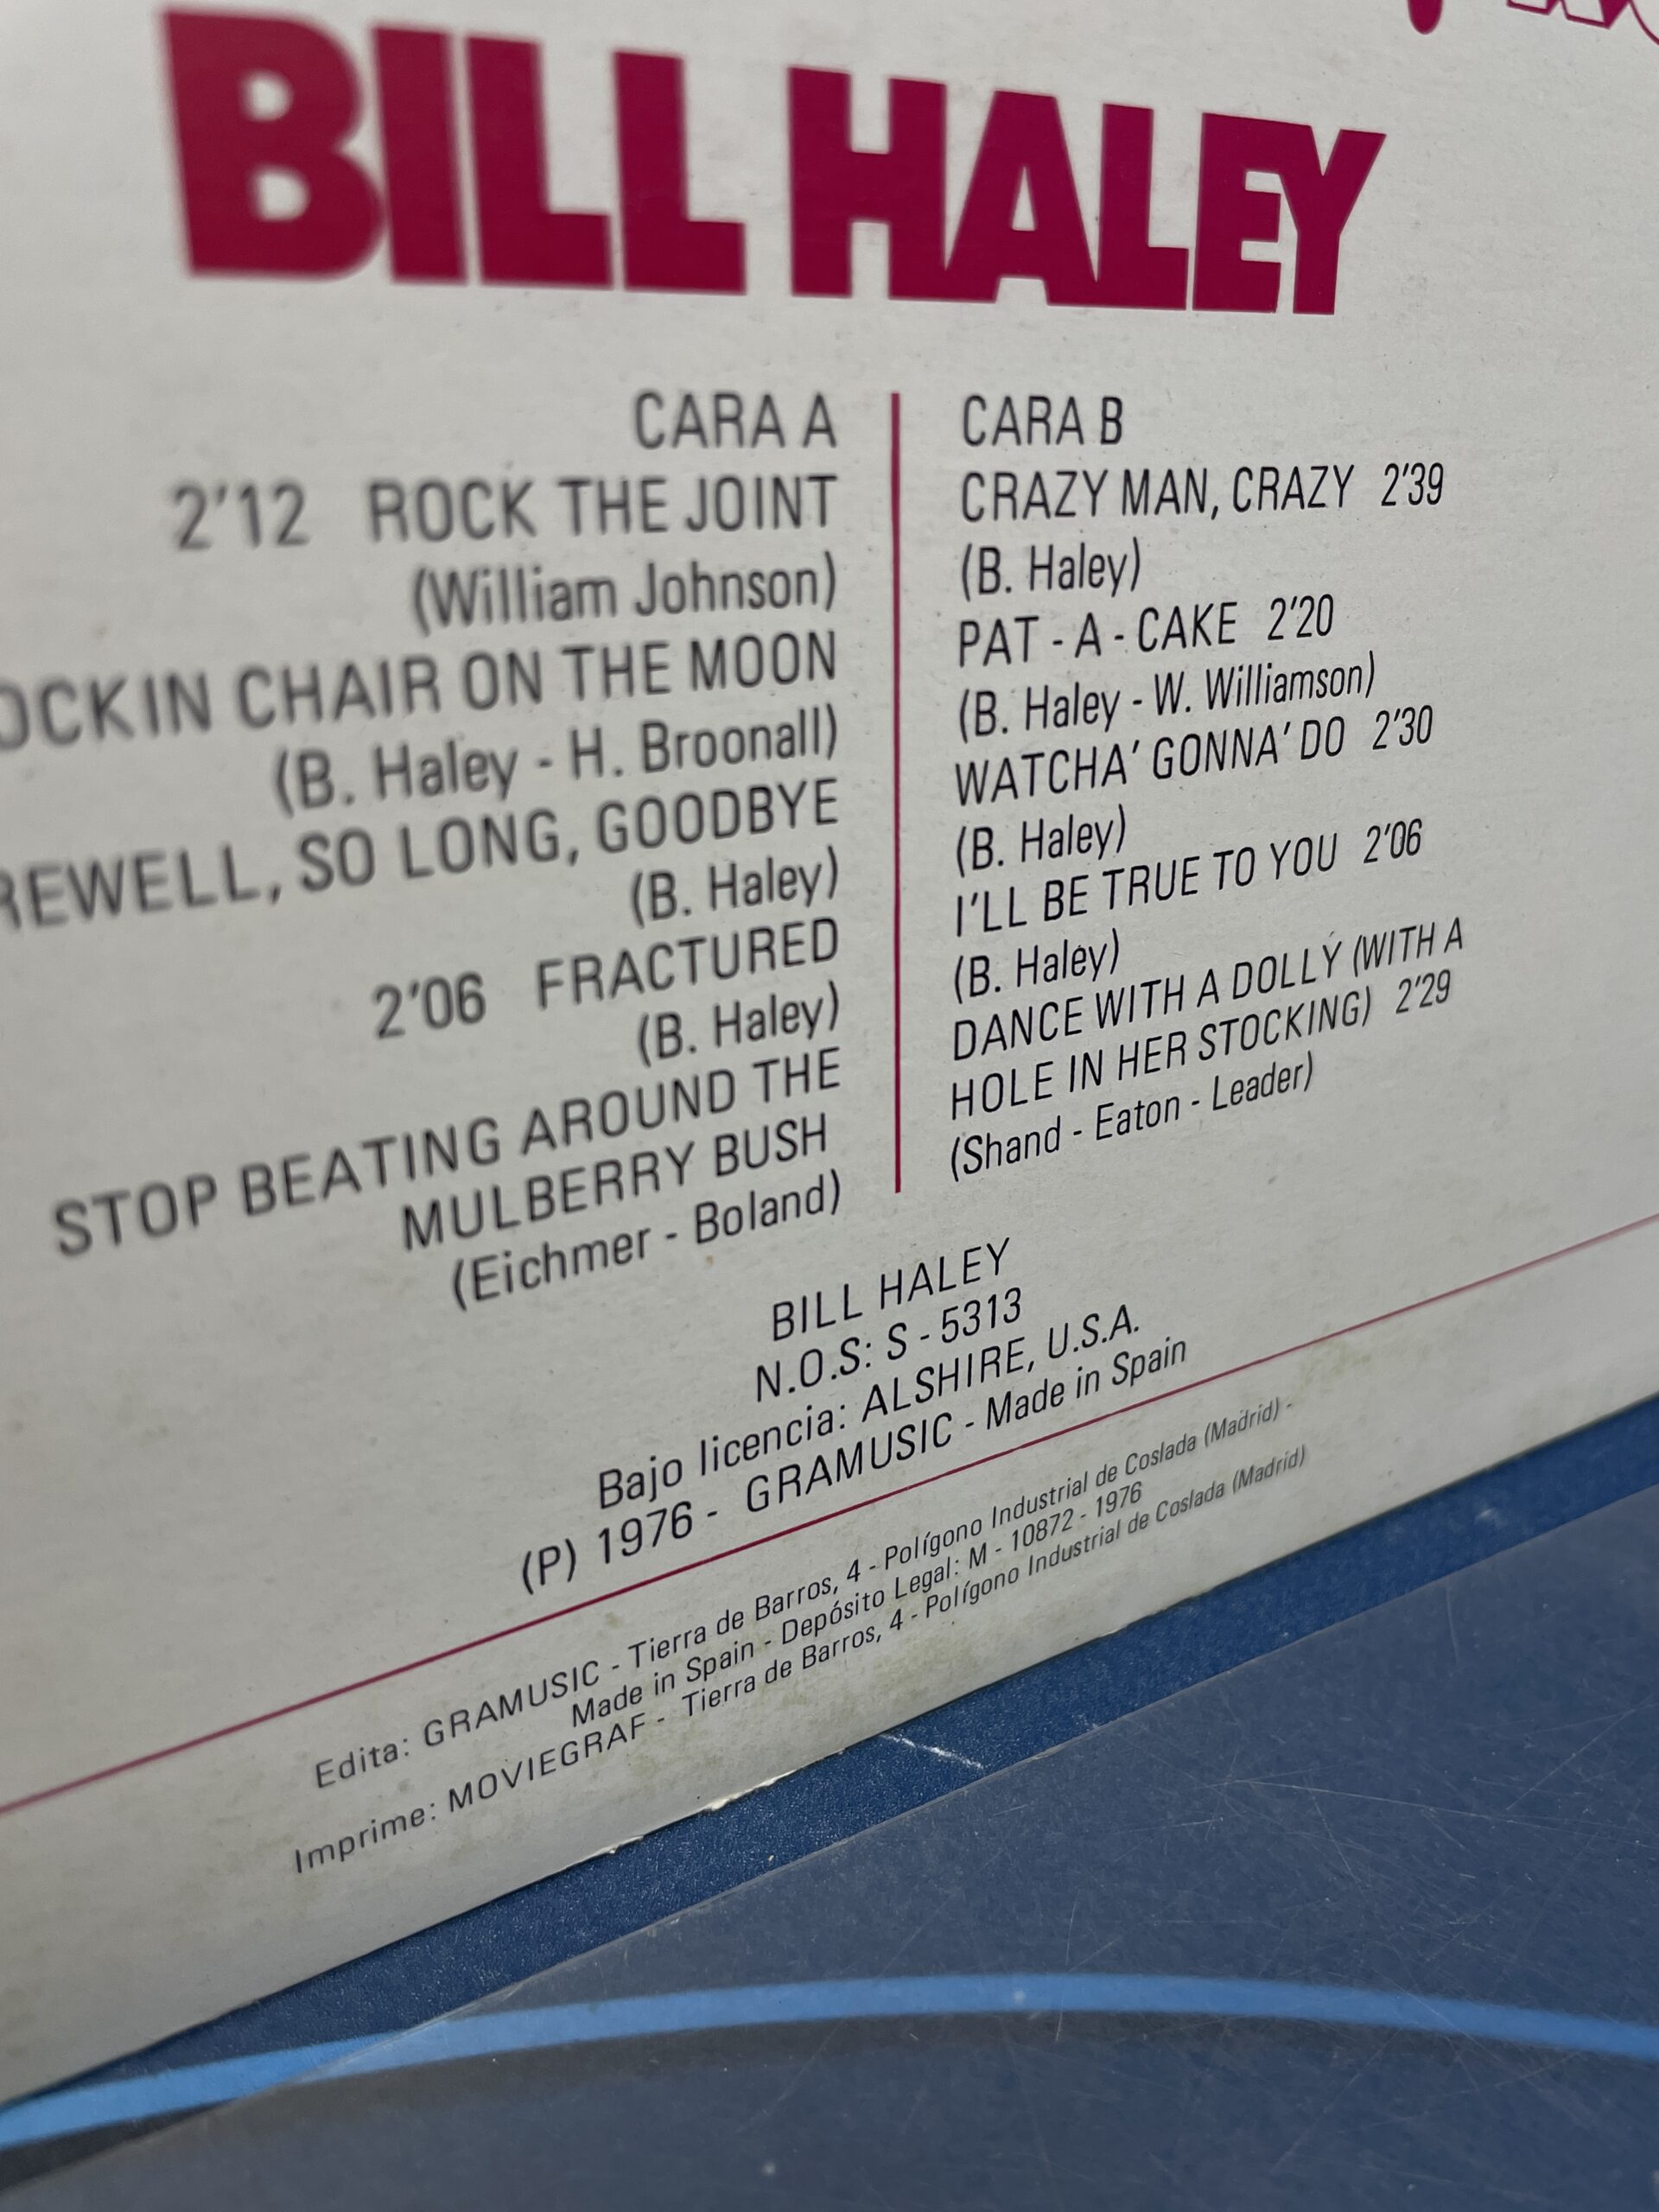 BILL HALEY
CARA A
2'12 ROCK THE JOINT
(William Johnson)
OCKIN CHAIR ON THE MOON
(B. Haley - H. Broonall)
REWELL, SO LONG, GOODBYE
(B. Haley)
2'06 FRACTURED
(B. Haley)
STOP BEATING AROUND THE
MULBERRY BUSH
(Eichmer - Boland)
CARA B
CRAZY MAN, CRAZY 2'39
(B. Haley)
PAT - A - CAKE 2'20
(B. Haley - W. Williamson)
WATCHA' GONNA' DO 2'30
(B. Haley)
I'LL BE TRUE TO YOU 2'06
(B. Haley)
DANCE WITH A DOLLY (WITH A
HOLE IN HER STOCKING) 2'29
(Shand - Eaton - Leader)
BILL HALEY
N.O.S: S - 5313
Bajo licencia: ALSHIRE, U.S.A.
(P) 1976 - GRAMUSIC - Made in Spain
Edita: GRAMUSIC - Tierra de Barros, 4 - Polígono Industrial de Coslada (Madrid) -
Made in Spain - Depósito Legal: M - 10872 - 1976
Imprime: MOVIEGRAF - Tierra de Barros, 4 - Polígono Industrial de Coslada (Madrid)